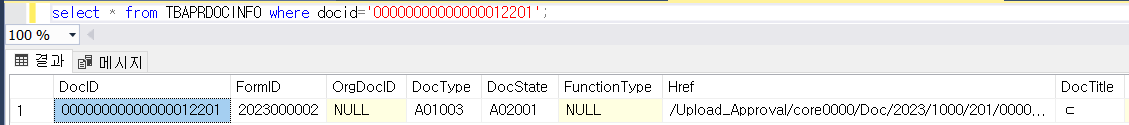 select * from TBAPRDOCINFO where docid='00000000000000012201';
100 %
결과 메시지
DocID FormID OrgDocID DocType DocState FunctionType Href DocTitle
1 00000000000000012201 2023000002 NULL A01003 A02001 NULL /Upload_Approval/core0000/Doc/2023/1000/201/0000... ㄷ